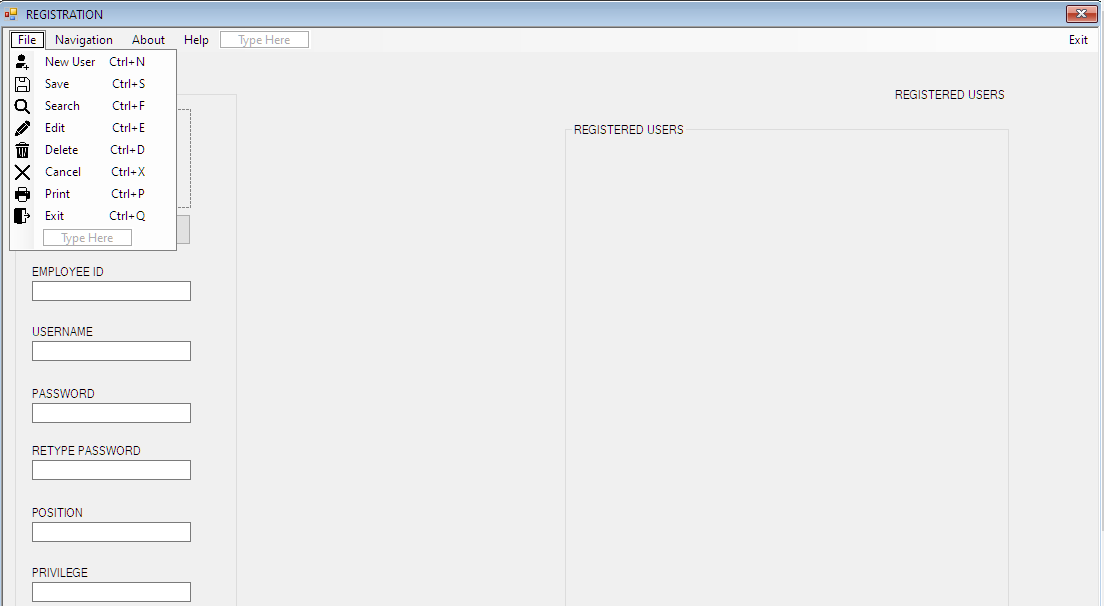 REGISTRATION
File Navigation About Help Type Here Exit
New User Ctrl+N
Save Ctrl+S
Search Ctrl+F
Edit Ctrl+E
Delete Ctrl+D
Cancel Ctrl+X
Print Ctrl+P
Exit Ctrl+Q
Type Here
REGISTERED USERS
REGISTERED USERS
EMPLOYEE ID
USERNAME
PASSWORD
RETYPE PASSWORD
POSITION
PRIVILEGE